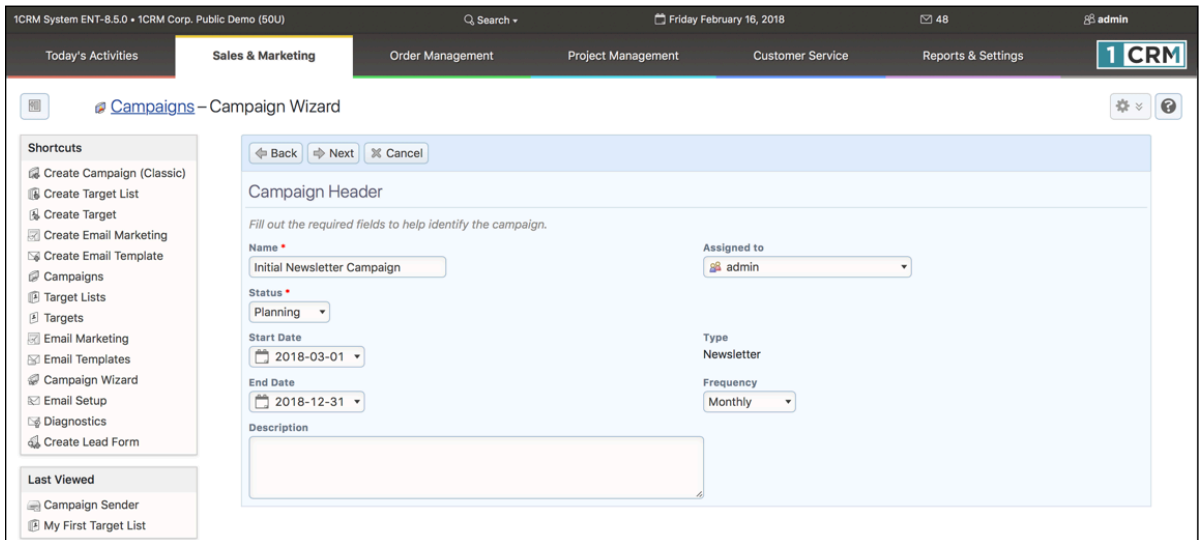 1CRM System ENT-8.5.0 • 1CRM Corp. Public Demo (50U)
Search
Friday February 16, 2018
48
admin
Today's Activities
Sales & Marketing
Order Management
Project Management
Customer Service
Reports & Settings
1 CRM
Campaigns – Campaign Wizard
Shortcuts
Create Campaign (Classic)
Create Target List
Create Target
Create Email Marketing
Create Email Template
Campaigns
Target Lists
Targets
Email Marketing
Email Templates
Campaign Wizard
Email Setup
Diagnostics
Create Lead Form
Last Viewed
Campaign Sender
My First Target List
Back
Next
Cancel
Campaign Header
Fill out the required fields to help identify the campaign.
Name *
Assigned to
Initial Newsletter Campaign
admin
Status *
Planning
Start Date
Type
2018-03-01
Newsletter
End Date
Frequency
2018-12-31
Monthly
Description